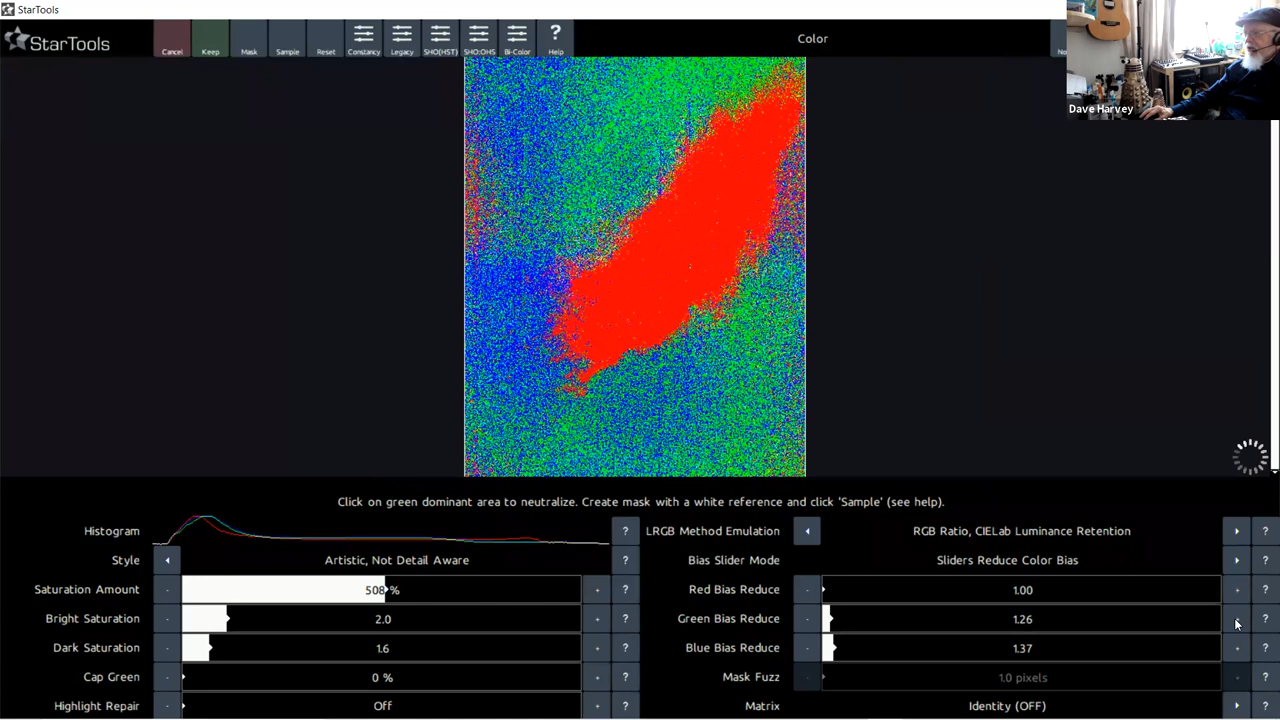 StarTools
StarTools
Cancel
Keep
Mask
Sample
Reset
Constancy
Legacy
SHO(HST)
SHO:OHS
Bi-Color
?
Help
Color
Dave Harvey
Click on green dominant area to neutralize. Create mask with a white reference and click 'Sample' (see help).
Histogram ? LRGB Method Emulation RGB Ratio, CIELab Luminance Retention ?
Style Artistic, Not Detail Aware ? Bias Slider Mode Sliders Reduce Color Bias ?
Saturation Amount - 508 % + ? Red Bias Reduce - 1.00 + ?
Bright Saturation - 2.0 + ? Green Bias Reduce - 1.26 ?
Dark Saturation - 1.6 + ? Blue Bias Reduce - 1.37 + ?
Cap Green - 0 % + ? Mask Fuzz - 1.0 pixels + ?
Highlight Repair - Off + ? Matrix Identity (OFF) ?